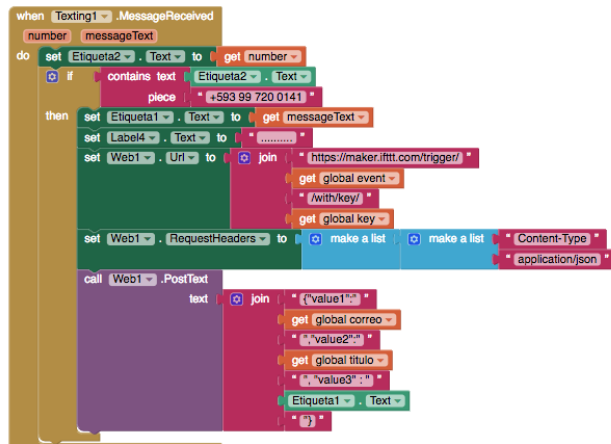 when Texting1 .MessageReceived
number messageText
do set Etiqueta2 . Text to get number
if contains text Etiqueta2 . Text
piece " +593 99 720 0141 "
then set Etiqueta1 . Text to get messageText
set Label4 . Text to " .......... "
set Web1 . Url to join " https://maker.ifttt.com/trigger/ "
get global event
" /with/key/ "
get global key
set Web1 . RequestHeaders to make a list make a list " Content-Type "
" application/json "
call Web1 .PostText
text join " {"value1":" "
get global correo
" ","value2":" "
get global titulo
" ", "value3" : " "
Etiqueta1 . Text
" "} "